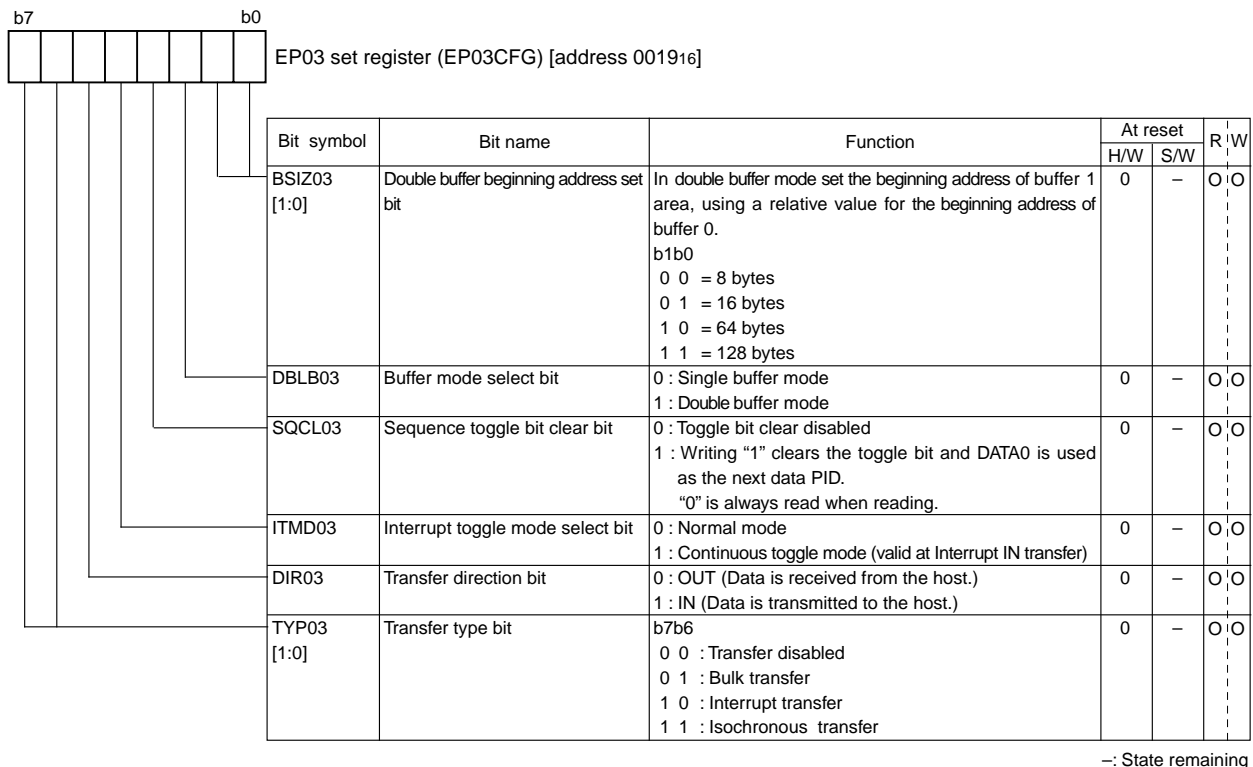 b7 b0
EP03 set register (EP03CFG) [address 001916]
Bit symbol Bit name Function At reset R W
H/W S/W
BSIZ03 Double buffer beginning address set In double buffer mode set the beginning address of buffer 1 0 – O O
[1:0] bit area, using a relative value for the beginning address of
buffer 0.
b1b0
0 0 = 8 bytes
0 1 = 16 bytes
1 0 = 64 bytes
1 1 = 128 bytes
DBLB03 Buffer mode select bit 0 : Single buffer mode 0 – O O
1 : Double buffer mode
SQCL03 Sequence toggle bit clear bit 0 : Toggle bit clear disabled 0 – O O
1 : Writing “1” clears the toggle bit and DATA0 is used
as the next data PID.
“0” is always read when reading.
ITMD03 Interrupt toggle mode select bit 0 : Normal mode 0 – O O
1 : Continuous toggle mode (valid at Interrupt IN transfer)
DIR03 Transfer direction bit 0 : OUT (Data is received from the host.) 0 – O O
1 : IN (Data is transmitted to the host.)
TYP03 Transfer type bit b7b6 0 – O O
[1:0] 0 0 : Transfer disabled
0 1 : Bulk transfer
1 0 : Interrupt transfer
1 1 : Isochronous transfer
–: State remaining